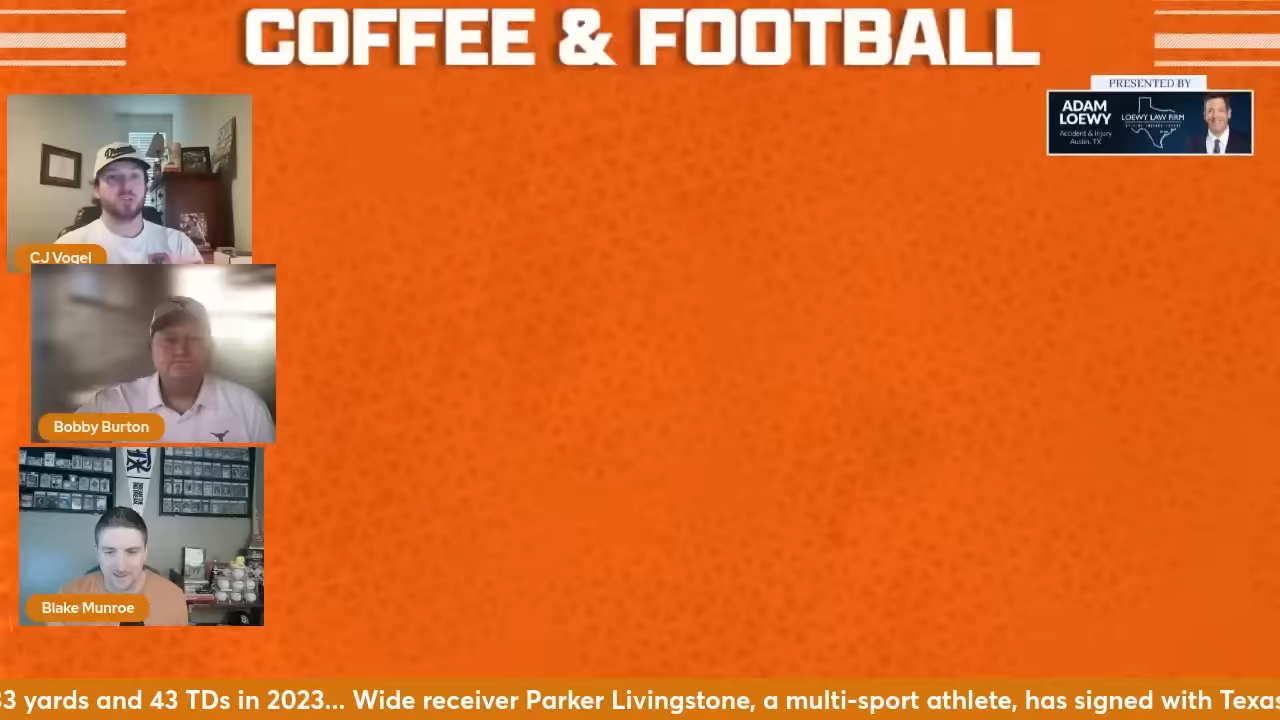 COFFEE & FOOTBALL
PRESENTED BY
ADAM
LOEWY
Accident & Injury
Austin, TX
LOEWY LAW FIRM
CJ Vogel
Bobby Burton
Blake Munroe
33 yards and 43 TDs in 2023... Wide receiver Parker Livingstone, a multi-sport athlete, has signed with Texas